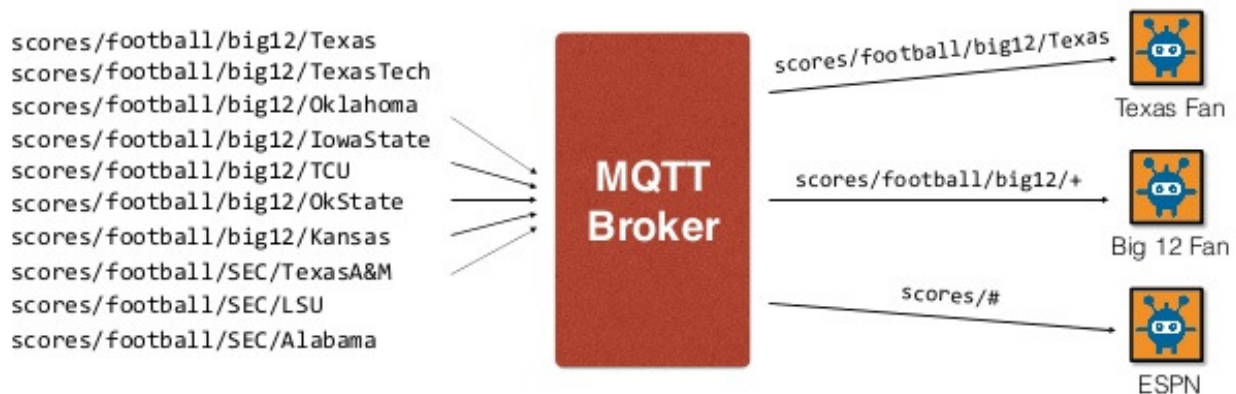 scores/football/big12/Texas
scores/football/big12/TexasTech
scores/football/big12/Oklahoma
scores/football/big12/IowaState
scores/football/big12/TCU
scores/football/big12/OkState
scores/football/big12/Kansas
scores/football/SEC/TexasA&M
scores/football/SEC/LSU
scores/football/SEC/Alabama
MQTT
Broker
scores/football/big12/Texas
Texas Fan
scores/football/big12/+
Big 12 Fan
scores/#
ESPN